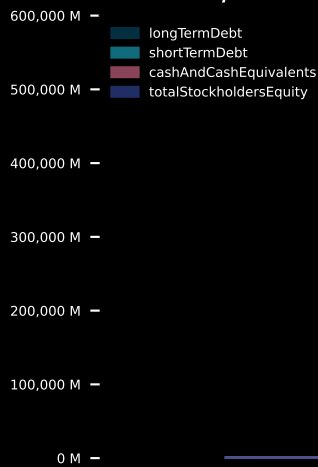 600,000 M
longTermDebt
shortTermDebt
cashAndCashEquivalents
totalStockholdersEquity
500,000 M
400,000 M
300,000 M
200,000 M
100,000 M
0 M